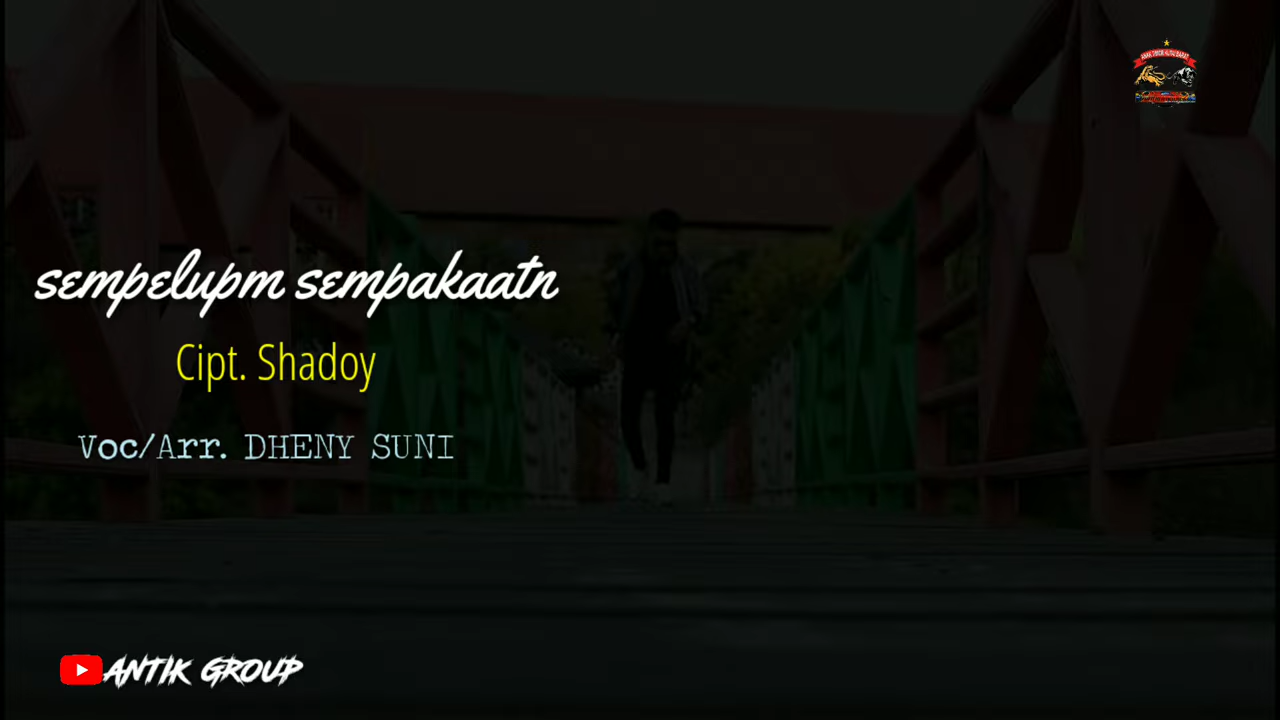 sempelupm sempakaatn
Cipt. Shadoy
Voc/Arr. DHENY SUNI
ANTIK GROUP